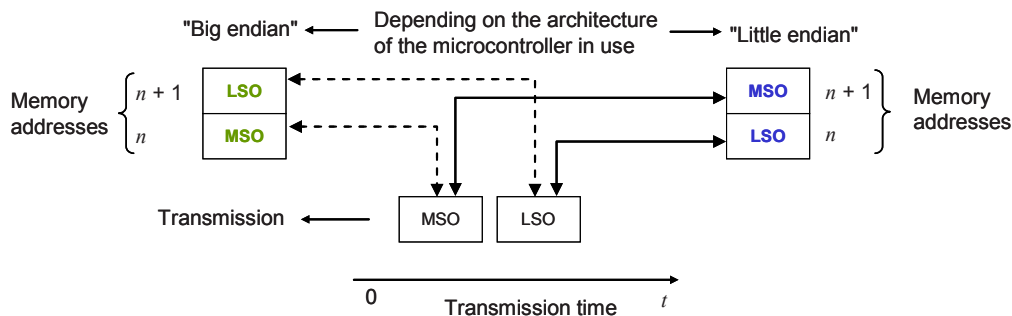 Depending on the architecture
of the microcontroller in use
"Big endian"
"Little endian"
Memory
addresses
n + 1
n
LSO
MSO
MSO
LSO
n + 1
n
Memory
addresses
Transmission
MSO
LSO
0
Transmission time
t